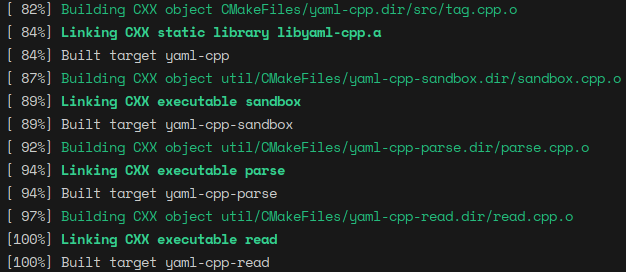 [ 82%] Building CXX object CMakeFiles/yaml-cpp.dir/src/tag.cpp.o
[ 84%] Linking CXX static library libyaml-cpp.a
[ 84%] Built target yaml-cpp
[ 87%] Building CXX object util/CMakeFiles/yaml-cpp-sandbox.dir/sandbox.cpp.o
[ 89%] Linking CXX executable sandbox
[ 89%] Built target yaml-cpp-sandbox
[ 92%] Building CXX object util/CMakeFiles/yaml-cpp-parse.dir/parse.cpp.o
[ 94%] Linking CXX executable parse
[ 94%] Built target yaml-cpp-parse
[ 97%] Building CXX object util/CMakeFiles/yaml-cpp-read.dir/read.cpp.o
[100%] Linking CXX executable read
[100%] Built target yaml-cpp-read